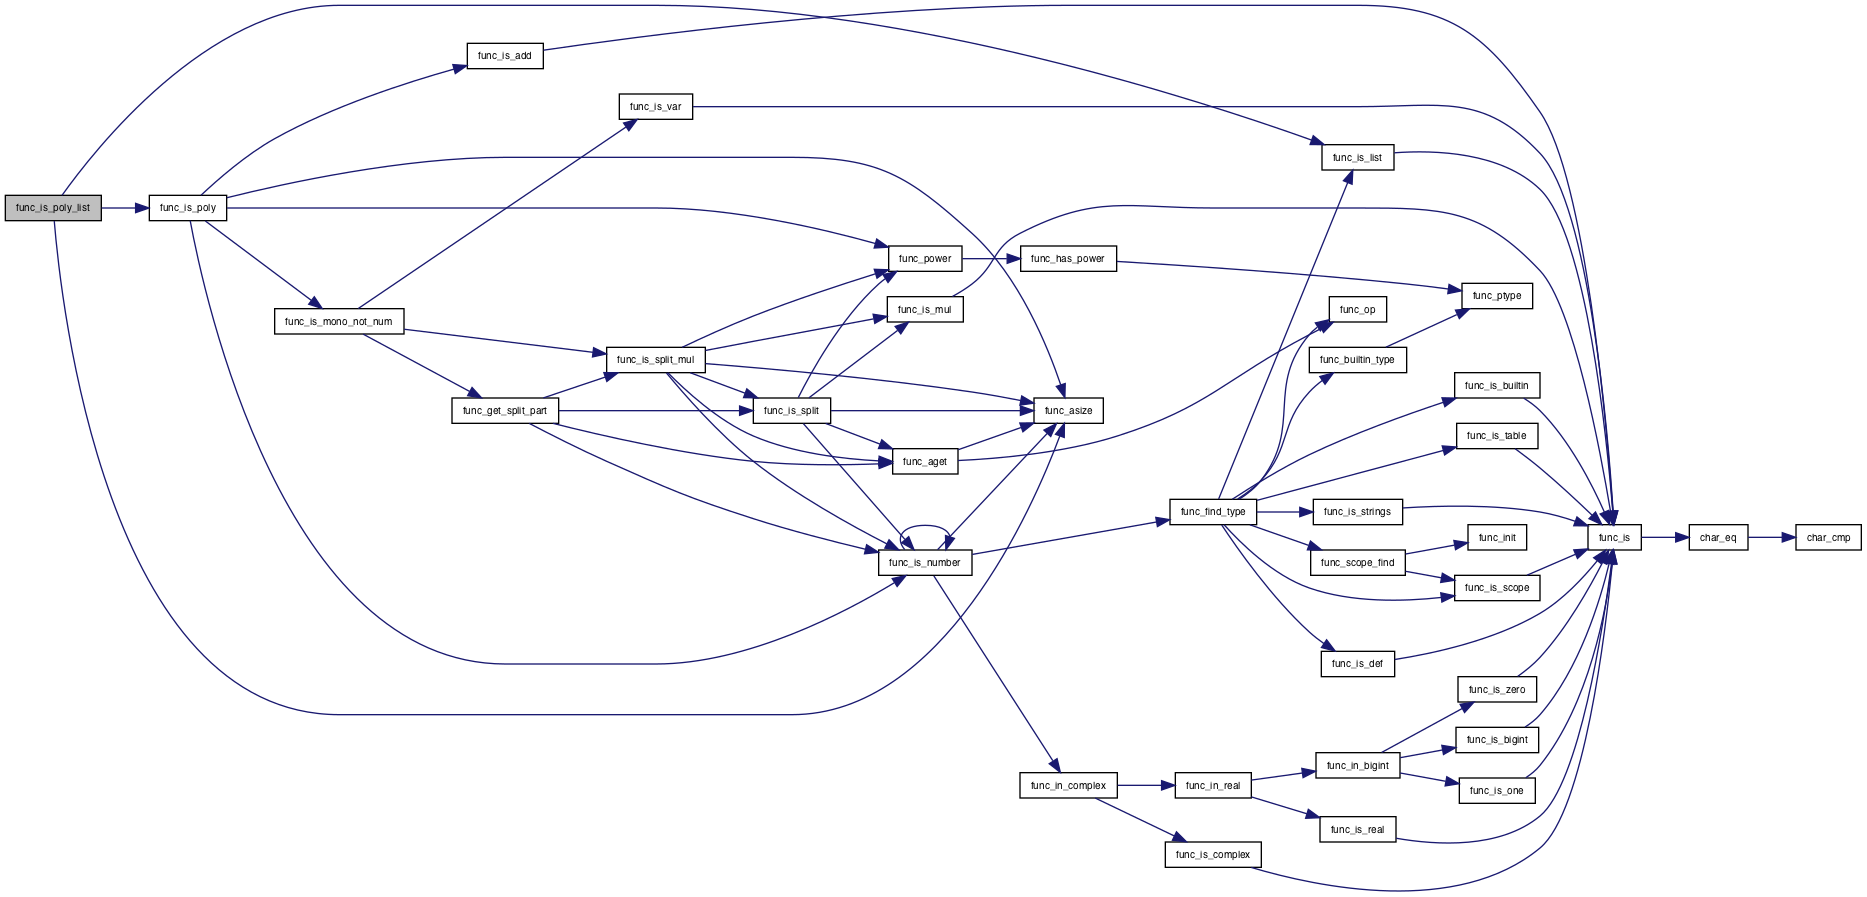 func_is_poly_list
func_is_poly
func_is_add
func_is_var
func_is_mono_not_num
func_is_split_mul
func_get_split_part
func_is_split
func_power
func_is_mul
func_has_power
func_asize
func_aget
func_is_number
func_find_type
func_is_list
func_op
func_ptype
func_builtin_type
func_is_builtin
func_is_table
func_is_strings
func_init
func_scope_find
func_is_scope
func_is_def
func_is
char_eq
char_cmp
func_is_zero
func_is_bigint
func_in_bigint
func_is_one
func_in_complex
func_in_real
func_is_real
func_is_complex